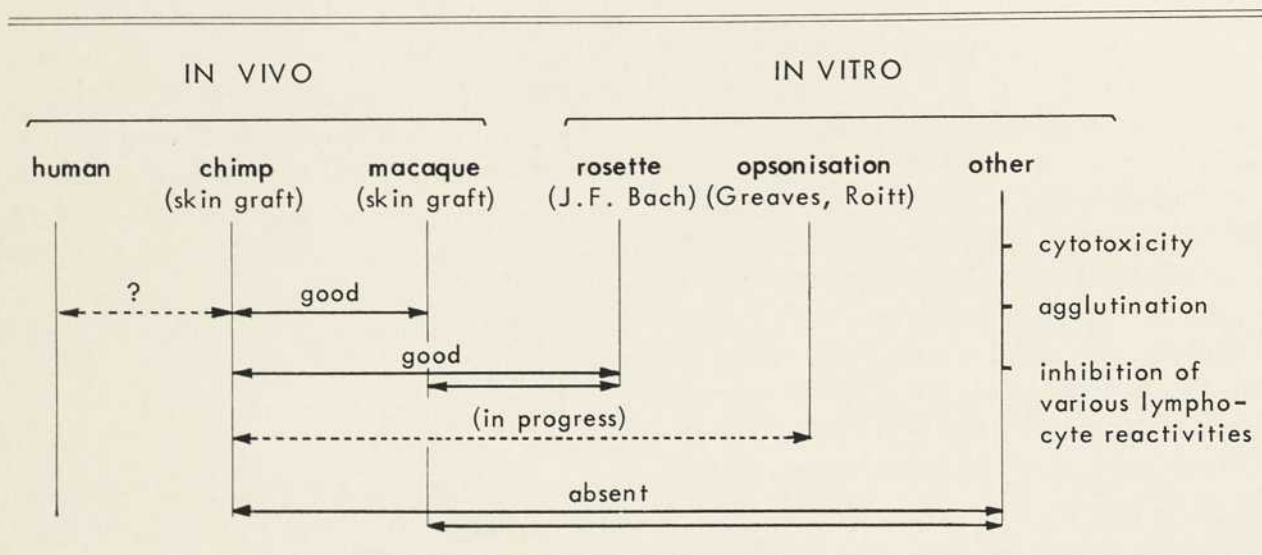 IN VIVO IN VITRO
human chimp macaque rosette opsonisation other
(skin graft) (skin graft) (J.F. Bach) (Greaves, Roitt)
cytotoxicity
? good
agglutination
good
inhibition of
various lympho-
(in progress)
cyte reactivities
absent